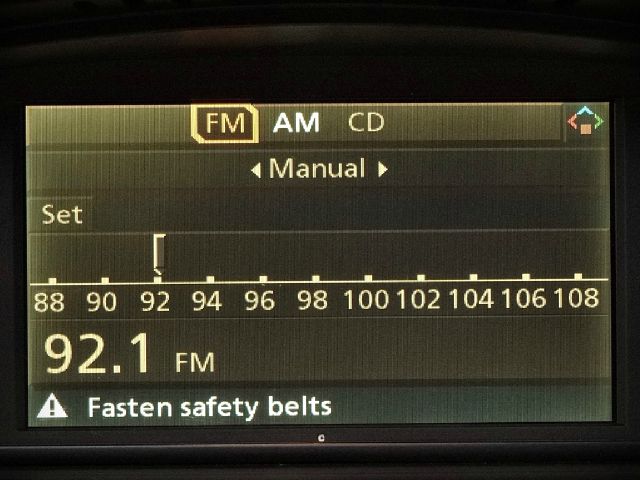 FM AM CD
Manual
Set
88 90 92 94 96 98 100 102 104 106 108
92.1 FM
Fasten safety belts